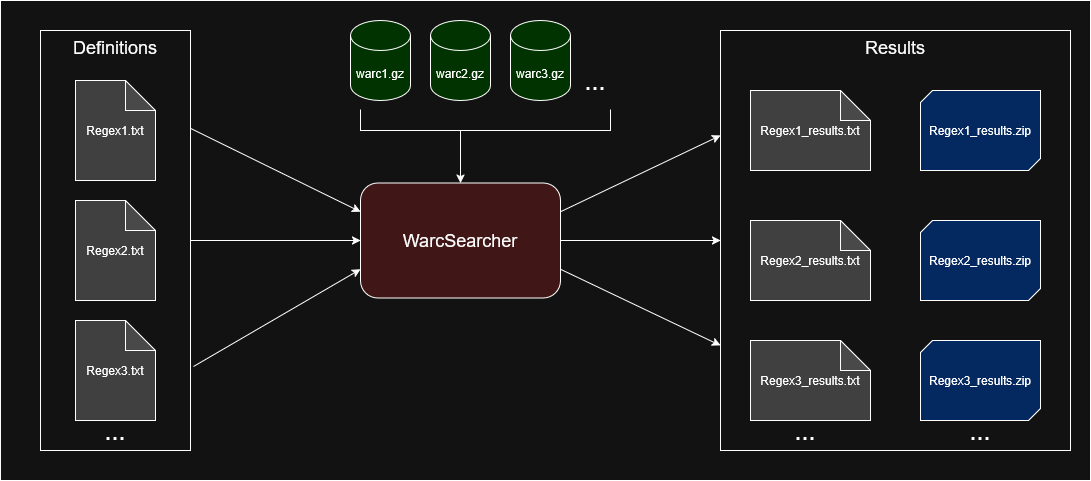 Definitions
Regex1.txt
Regex2.txt
Regex3.txt
...
warc1.gz
warc2.gz
warc3.gz
...
WarcSearcher
Results
Regex1_results.txt
Regex1_results.zip
Regex2_results.txt
Regex2_results.zip
Regex3_results.txt
Regex3_results.zip
...
...